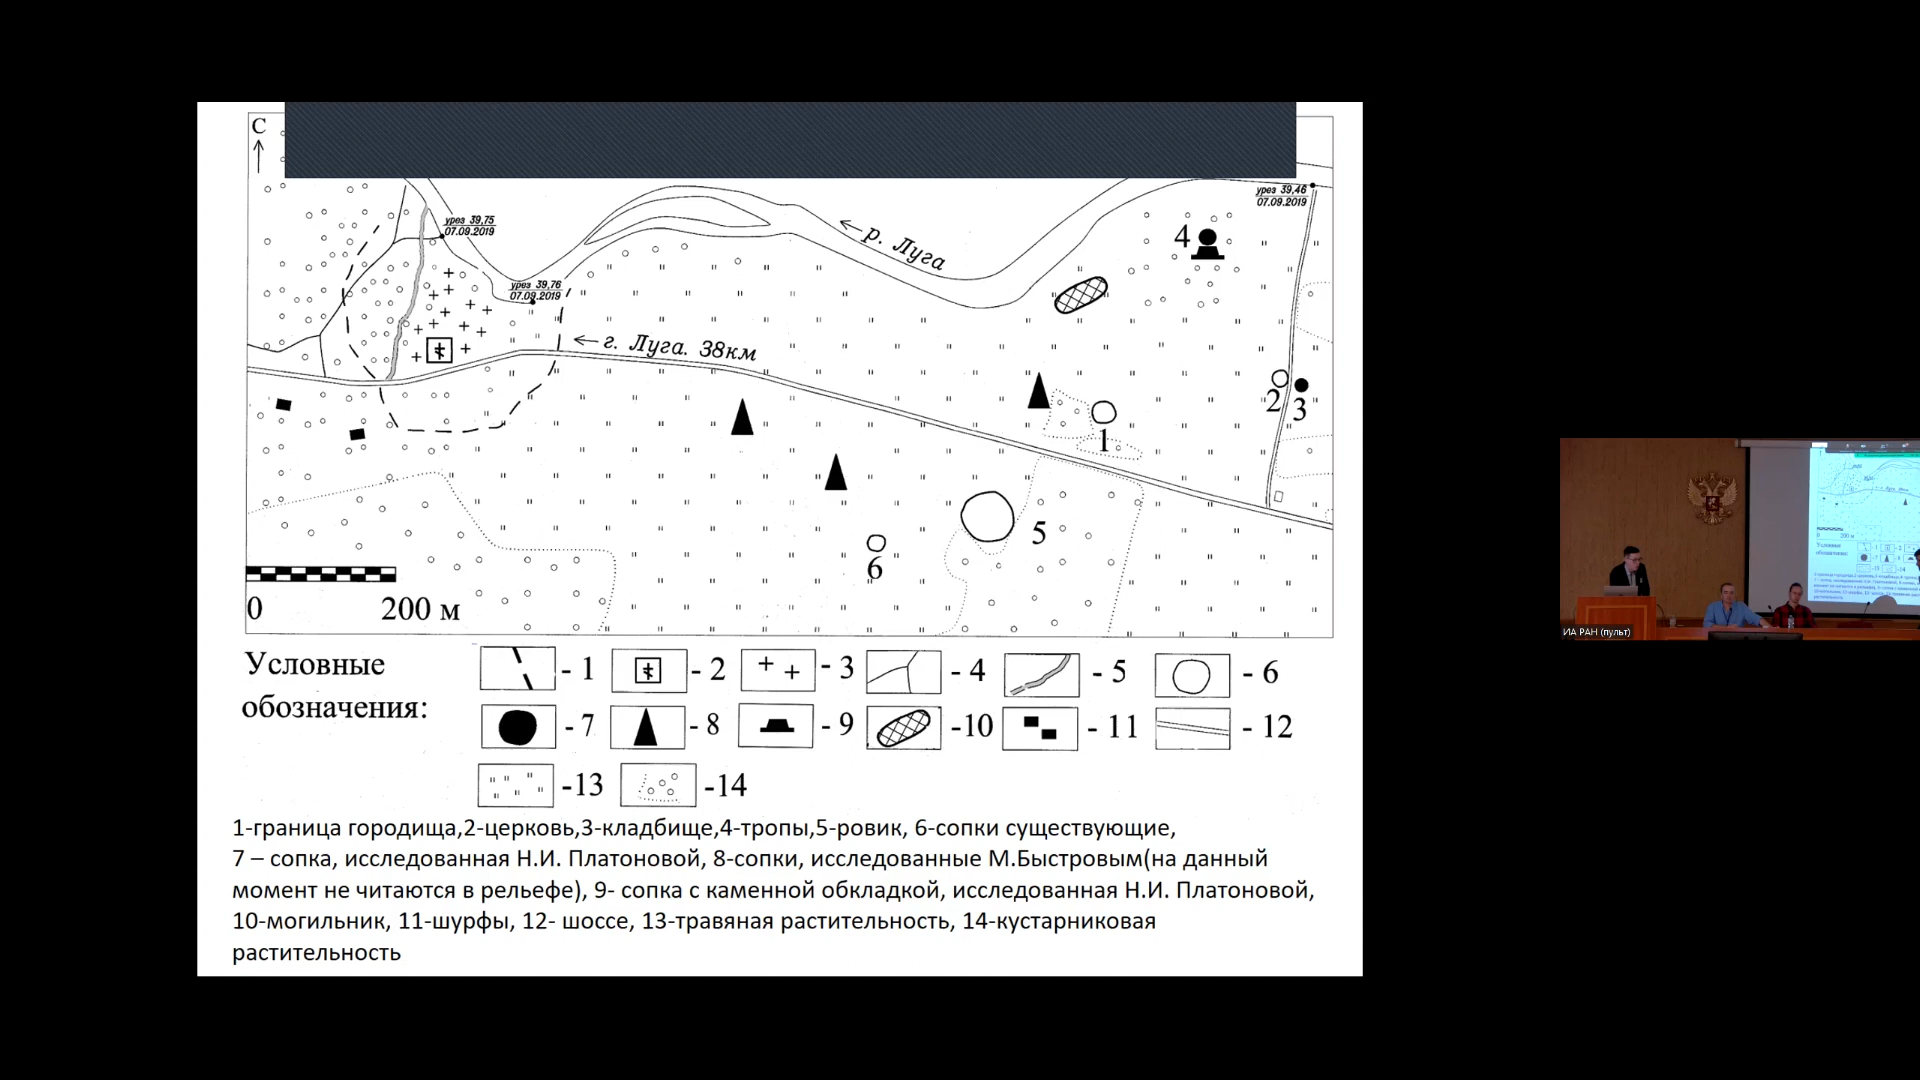 С
урез 39,75
07.09.2019
урез 39,76
07.09.2019
р. Луга
урез 39,46
07.09.2019
4
г. Луга. 38км
2
3
1
5
6
0 200 м
Условные
обозначения:
- 1 - 2 - 3 - 4 - 5 - 6
- 7 - 8 - 9 -10 - 11 - 12
-13 -14
1-граница городища,2-церковь,3-кладбище,4-тропы,5-ровик, 6-сопки существующие,
7 – сопка, исследованная Н.И. Платоновой, 8-сопки, исследованные М.Быстровым(на данный
момент не читаются в рельефе), 9- сопка с каменной обкладкой, исследованная Н.И. Платоновой,
10-могильник, 11-шурфы, 12- шоссе, 13-травяная растительность, 14-кустарниковая
растительность
ИА РАН (пульт)